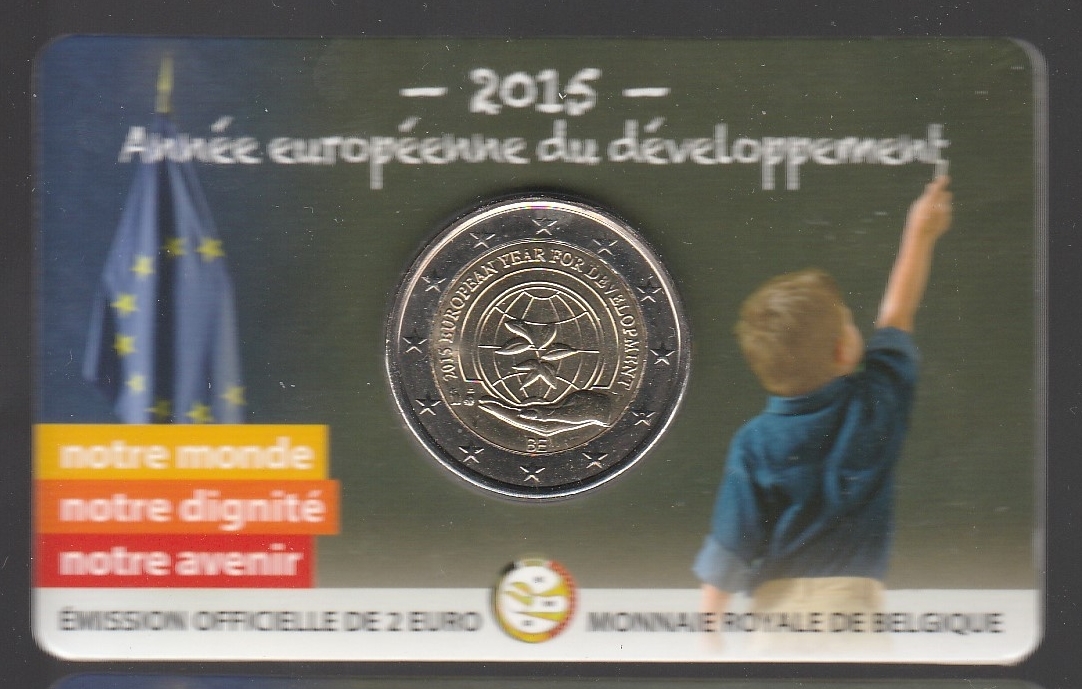 – 2015 –
Année européenne du développement
2015 EUROPEAN YEAR FOR DEVELOPMENT
BE
notre monde
notre dignité
notre avenir
ÉMISSION OFFICIELLE DE 2 EURO
MONNAIE ROYALE DE BELGIQUE